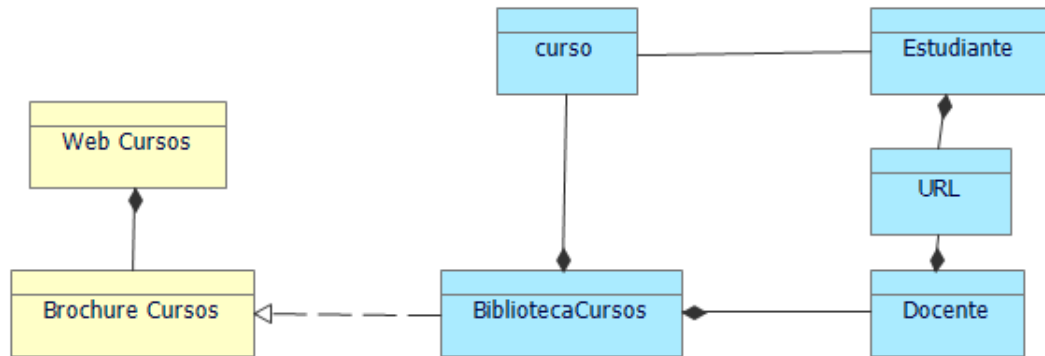 curso
Estudiante
Web Cursos
URL
Brochure Cursos
BibliotecaCursos
Docente